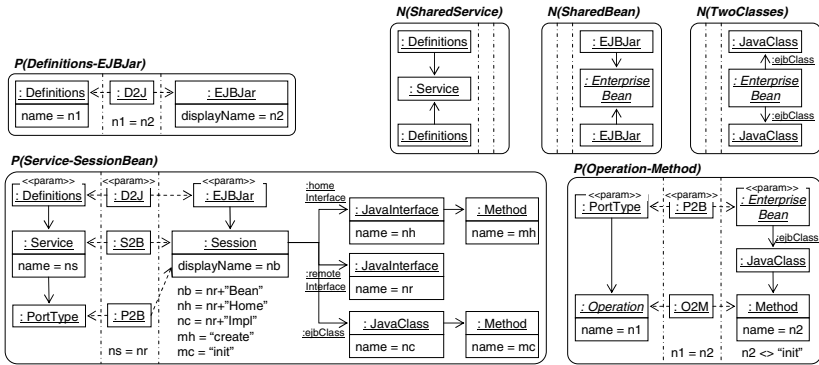 N(SharedService)
: Definitions
: Service
: Definitions
N(SharedBean)
: EJBJar
: Enterprise
Bean
: EJBJar
N(TwoClasses)
: JavaClass
:ejbClass
: Enterprise
Bean
:ejbClass
: JavaClass
P(Definitions-EJBJar)
: Definitions
name = n1
: D2J
n1 = n2
: EJBJar
displayName = n2
P(Service-SessionBean)
<<param>>
: Definitions
<<param>>
: D2J
<<param>>
: EJBJar
: Service
name = ns
: S2B
: Session
displayName = nb
: PortType
: P2B
ns = nr
nb = nr+"Bean"
nh = nr+"Home"
nc = nr+"Impl"
mh = "create"
mc = "init"
:home
Interface
: JavaInterface
name = nh
: Method
name = mh
:remote
Interface
: JavaInterface
name = nr
:ejbClass
: JavaClass
name = nc
: Method
name = mc
P(Operation-Method)
<<param>>
: PortType
<<param>>
: P2B
<<param>>
: Enterprise
Bean
:ejbClass
: JavaClass
: Operation
name = n1
: O2M
: Method
name = n2
n1 = n2
n2 <> "init"